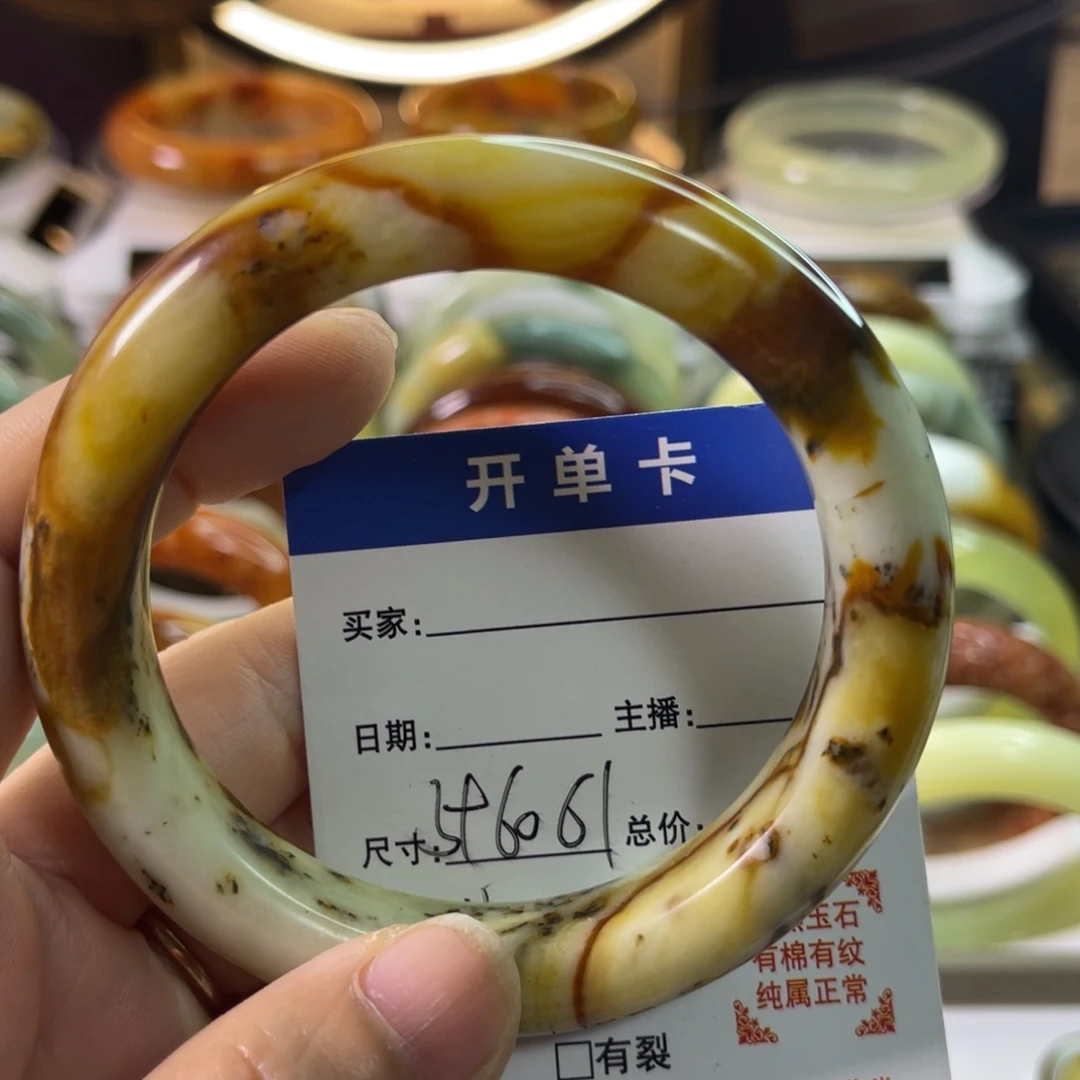 开单卡
买家:
日期: 主播:
尺寸: 总价:
玉石
有棉有纹
纯属正常
有裂